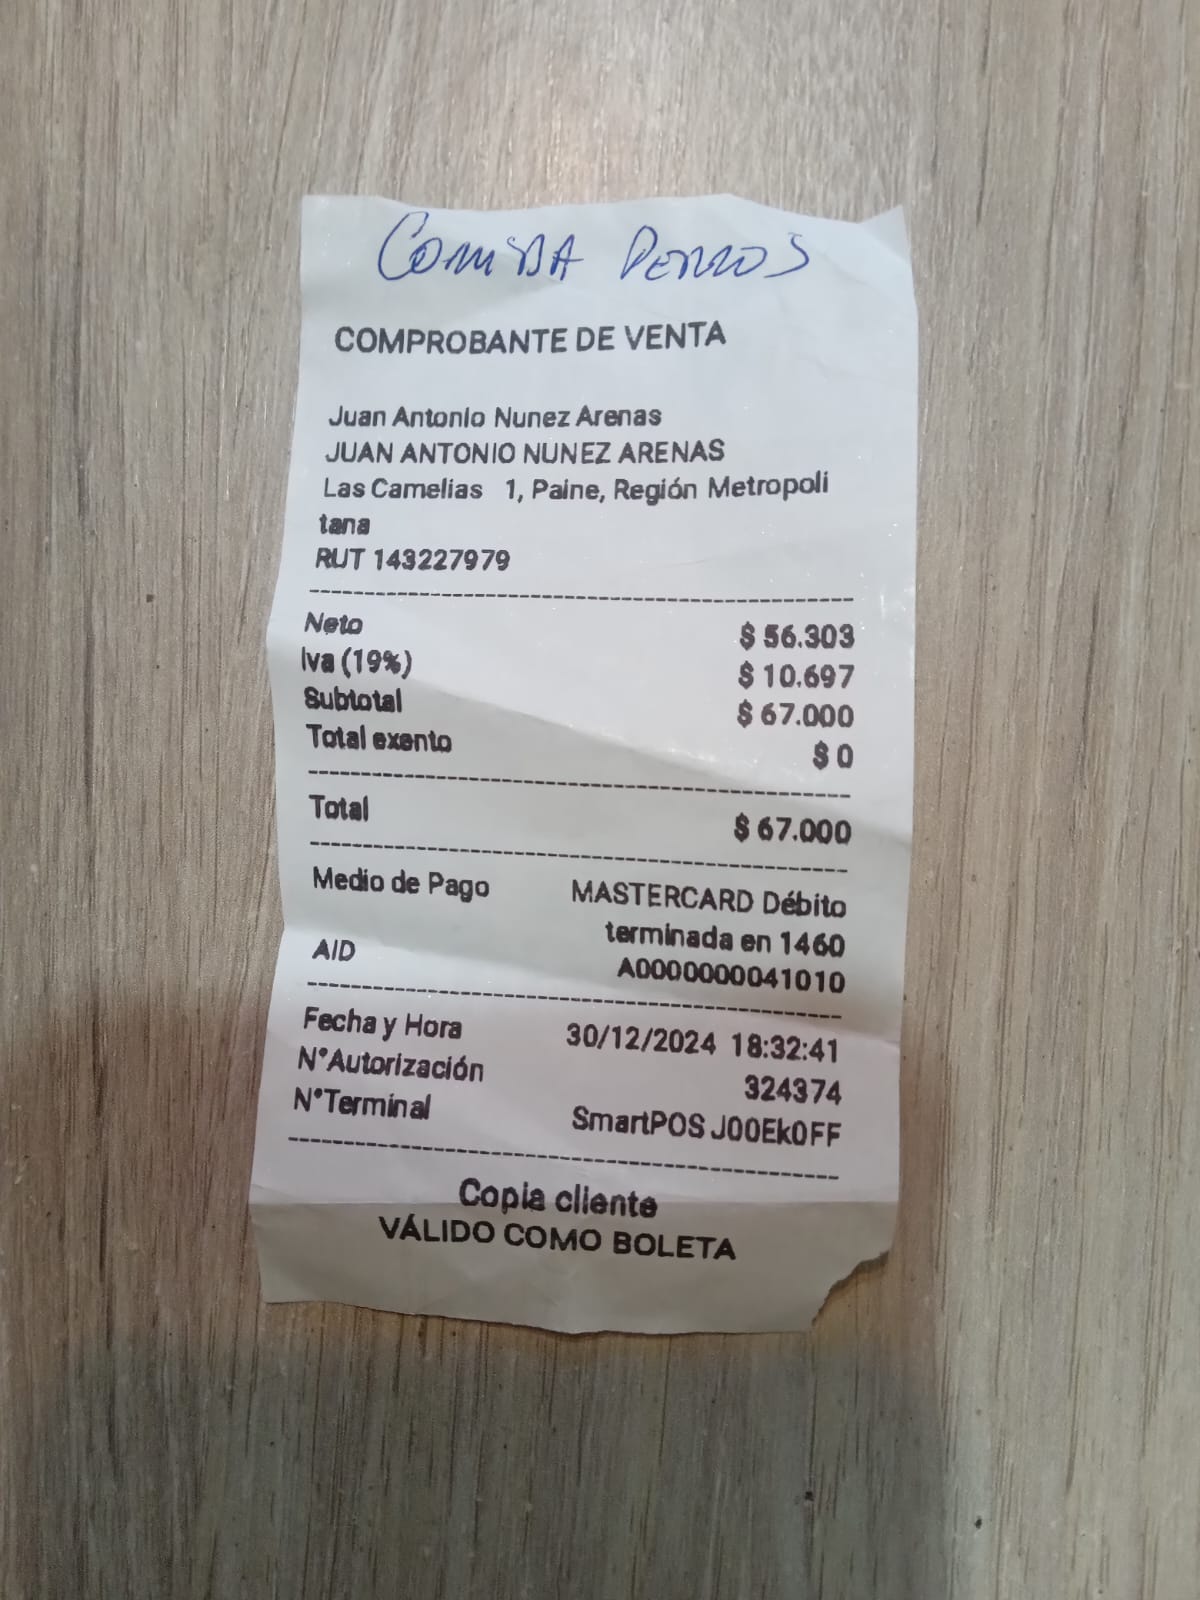 COMIDA PERROS
COMPROBANTE DE VENTA
Juan Antonio Nunez Arenas
JUAN ANTONIO NUNEZ ARENAS
Las Camelias 1, Paine, Región Metropoli
tana
RUT 143227979
Neto $ 56.303
Iva (19%) $ 10.697
Subtotal $ 67.000
Total exento $ 0
Total $ 67.000
Medio de Pago MASTERCARD Débito
terminada en 1460
AID A0000000041010
Fecha y Hora 30/12/2024 18:32:41
N°Autorización 324374
N°Terminal SmartPOS J00Ek0FF
Copia cliente
VÁLIDO COMO BOLETA